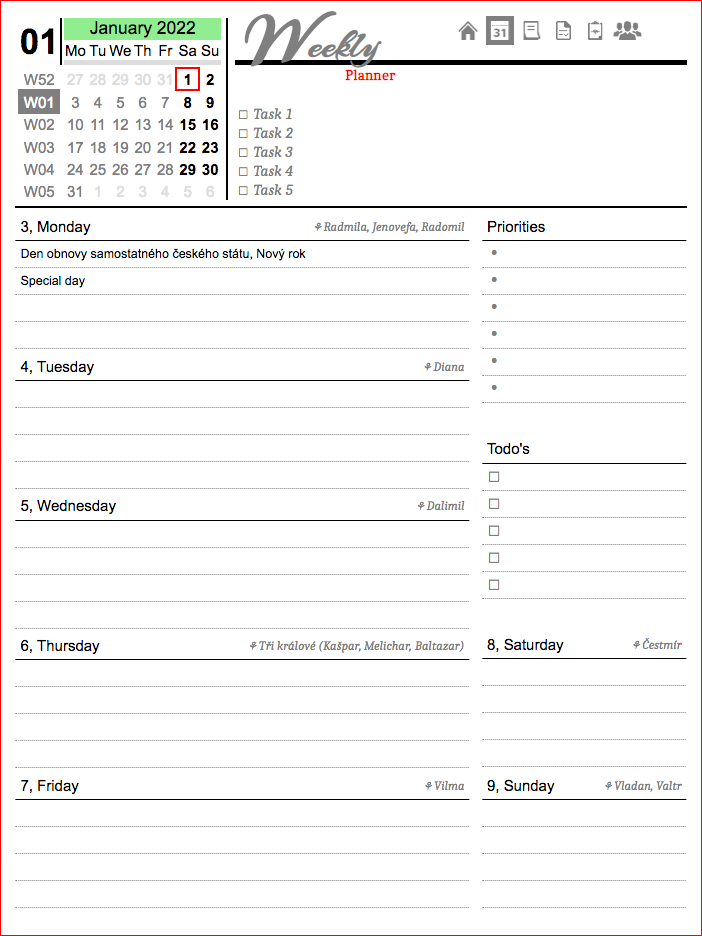 01
January 2022
Mo Tu We Th Fr Sa Su
W52 27 28 29 30 31 1 2
W01 3 4 5 6 7 8 9
W02 10 11 12 13 14 15 16
W03 17 18 19 20 21 22 23
W04 24 25 26 27 28 29 30
W05 31 1 2 3 4 5 6
Weekly
Planner
31
☐ Task 1
☐ Task 2
☐ Task 3
☐ Task 4
☐ Task 5
3, Monday ⚘ Radmila, Jenovefa, Radomil
Den obnovy samostatného českého státu, Nový rok
Special day
4, Tuesday ⚘ Diana
5, Wednesday ⚘ Dalimil
6, Thursday ⚘ Tři králové (Kašpar, Melichar, Baltazar)
7, Friday ⚘ Vilma
Priorities
•
•
•
•
•
•
Todo's
☐
☐
☐
☐
☐
8, Saturday ⚘ Čestmír
9, Sunday ⚘ Vladan, Valtr